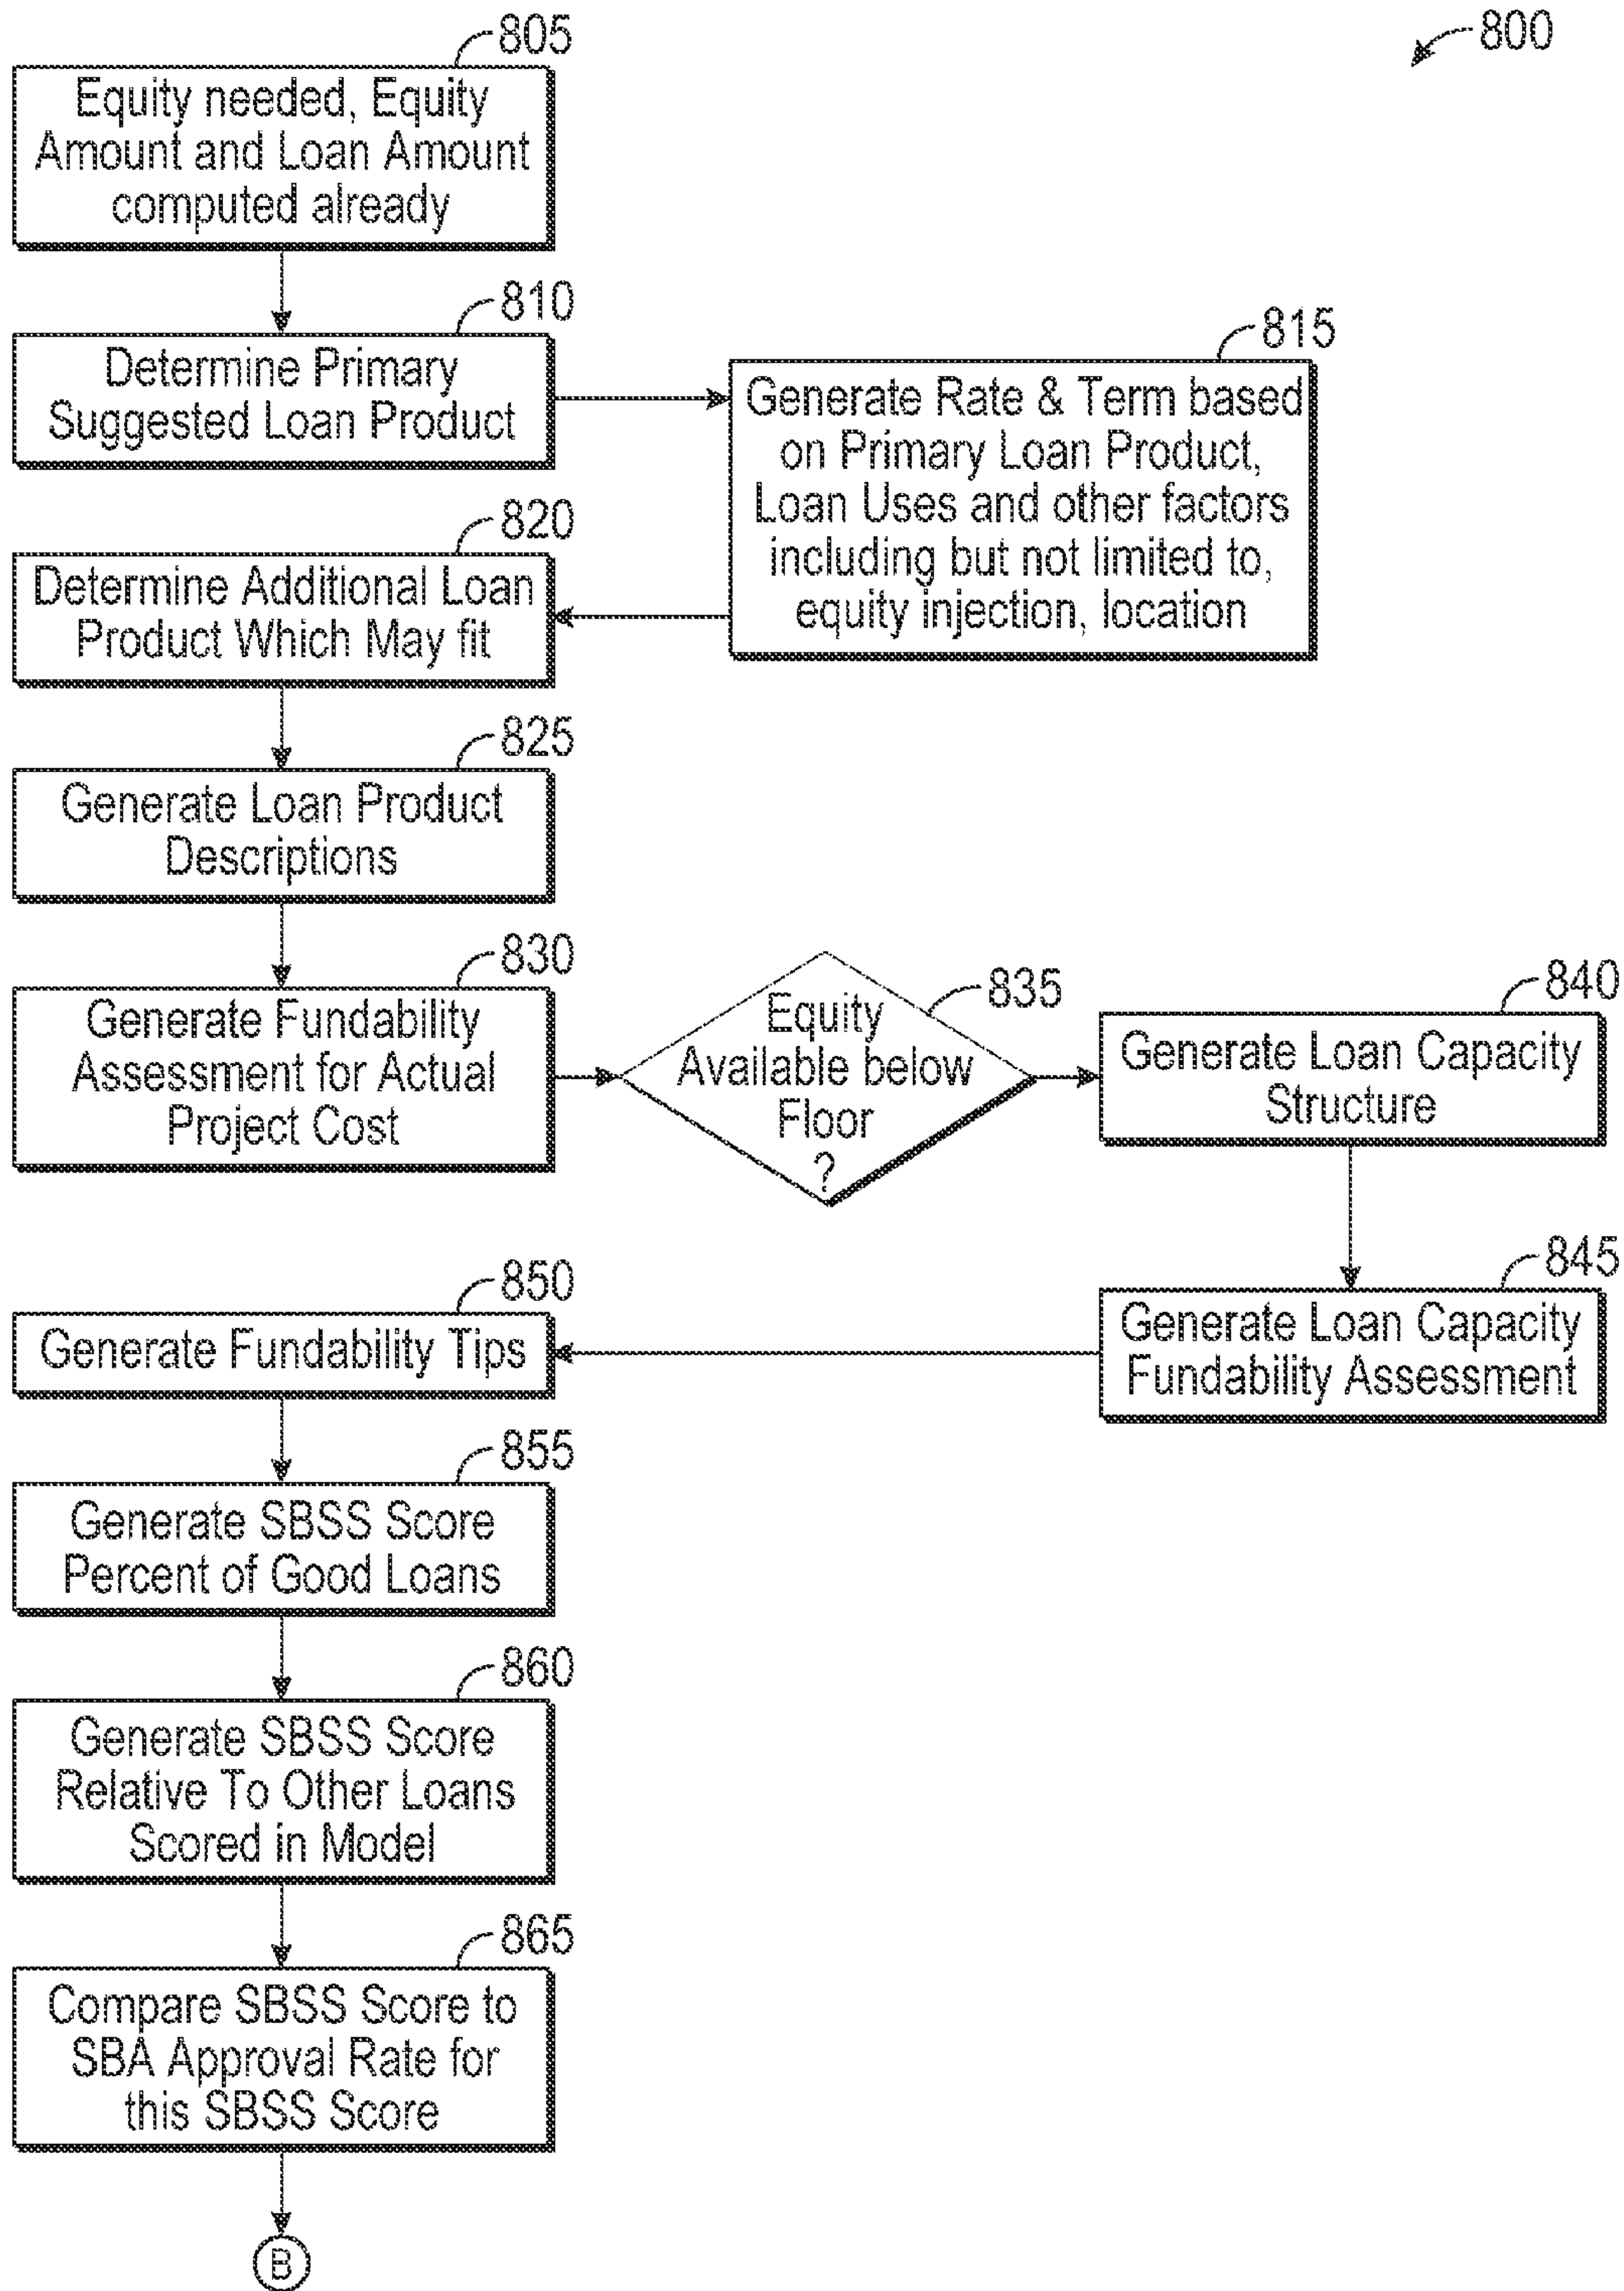 800
805
Equity needed, Equity
Amount and Loan Amount
computed already
810
Determine Primary
Suggested Loan Product
815
Generate Rate & Term based
on Primary Loan Product,
Loan Uses and other factors
including but not limited to,
equity injection, location
820
Determine Additional Loan
Product Which May fit
825
Generate Loan Product
Descriptions
830
Generate Fundability
Assessment for Actual
Project Cost
835
Equity
Available below
Floor
?
840
Generate Loan Capacity
Structure
845
Generate Loan Capacity
Fundability Assessment
850
Generate Fundability Tips
855
Generate SBSS Score
Percent of Good Loans
860
Generate SBSS Score
Relative To Other Loans
Scored in Model
865
Compare SBSS Score to
SBA Approval Rate for
this SBSS Score
B